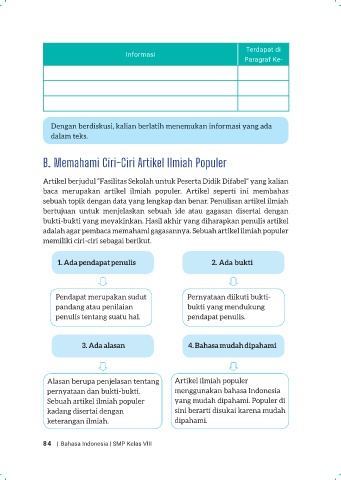 Informasi
Terdapat di
Paragraf Ke-
Dengan berdiskusi, kalian berlatih menemukan informasi yang ada
dalam teks.
B. Memahami Ciri-Ciri Artikel Ilmiah Populer
Artikel berjudul "Fasilitas Sekolah untuk Peserta Didik Difabel" yang kalian
baca merupakan artikel ilmiah populer. Artikel seperti ini membahas
sebuah topik dengan data yang lengkap dan benar. Penulisan artikel ilmiah
bertujuan untuk menjelaskan sebuah ide atau gagasan disertai dengan
bukti-bukti yang meyakinkan. Hasil akhir yang diharapkan penulis artikel
adalah agar pembaca memahami gagasannya. Sebuah artikel ilmiah populer
memiliki ciri-ciri sebagai berikut.
1. Ada pendapat penulis
2. Ada bukti
Pendapat merupakan sudut
pandang atau penilaian
penulis tentang suatu hal.
Pernyataan diikuti bukti-
bukti yang mendukung
pendapat penulis.
3. Ada alasan
4. Bahasa mudah dipahami
Alasan berupa penjelasan tentang
pernyataan dan bukti-bukti.
Sebuah artikel ilmiah populer
kadang disertai dengan
keterangan ilmiah.
Artikel ilmiah populer
menggunakan bahasa Indonesia
yang mudah dipahami. Populer di
sini berarti disukai karena mudah
dipahami.
84 | Bahasa Indonesia | SMP Kelas VIII